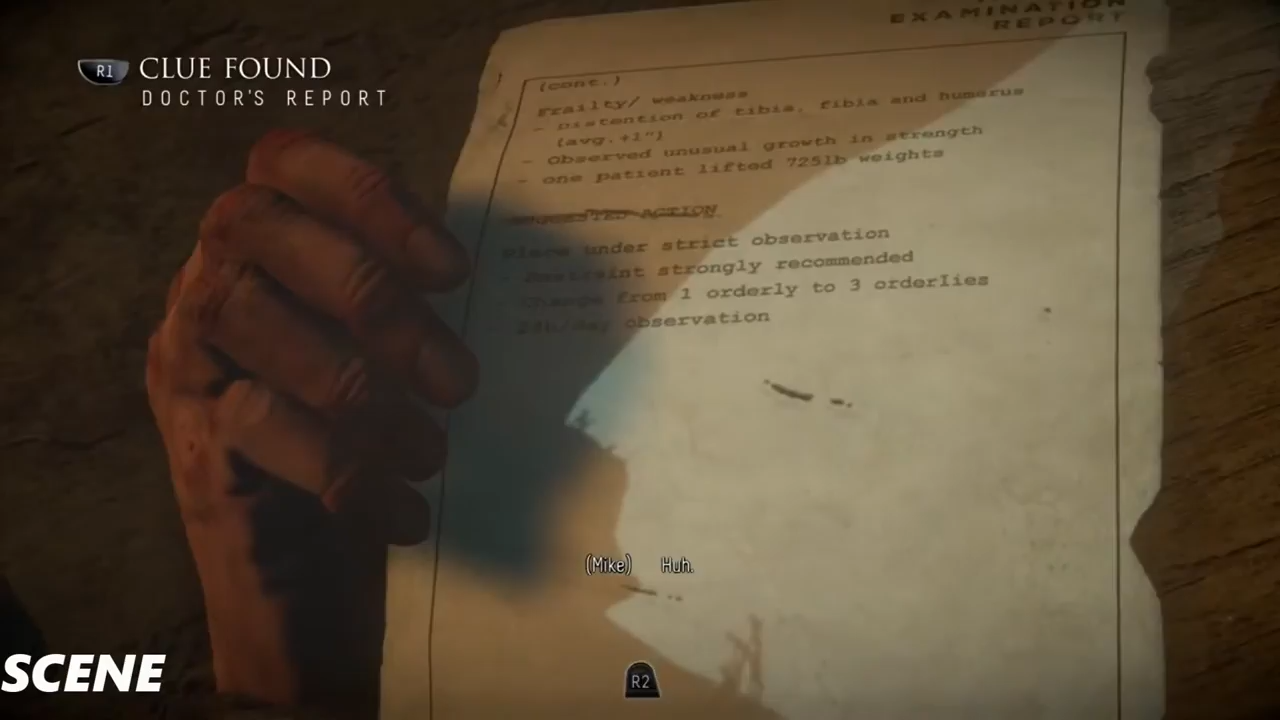 R1 CLUE FOUND
DOCTOR'S REPORT
EXAMINATION
REPORT
(cont.)
Frailty/ weakness
- Distention of tibia, fibia and humerus
(avg.+1")
- Observed unusual growth in strength
- one patient lifted 725lb weights
SUGGESTED ACTION
Place under strict observation
Restraint strongly recommended
Change from 1 orderly to 3 orderlies
24h/day observation
(Mike) Huh.
SCENE
R2